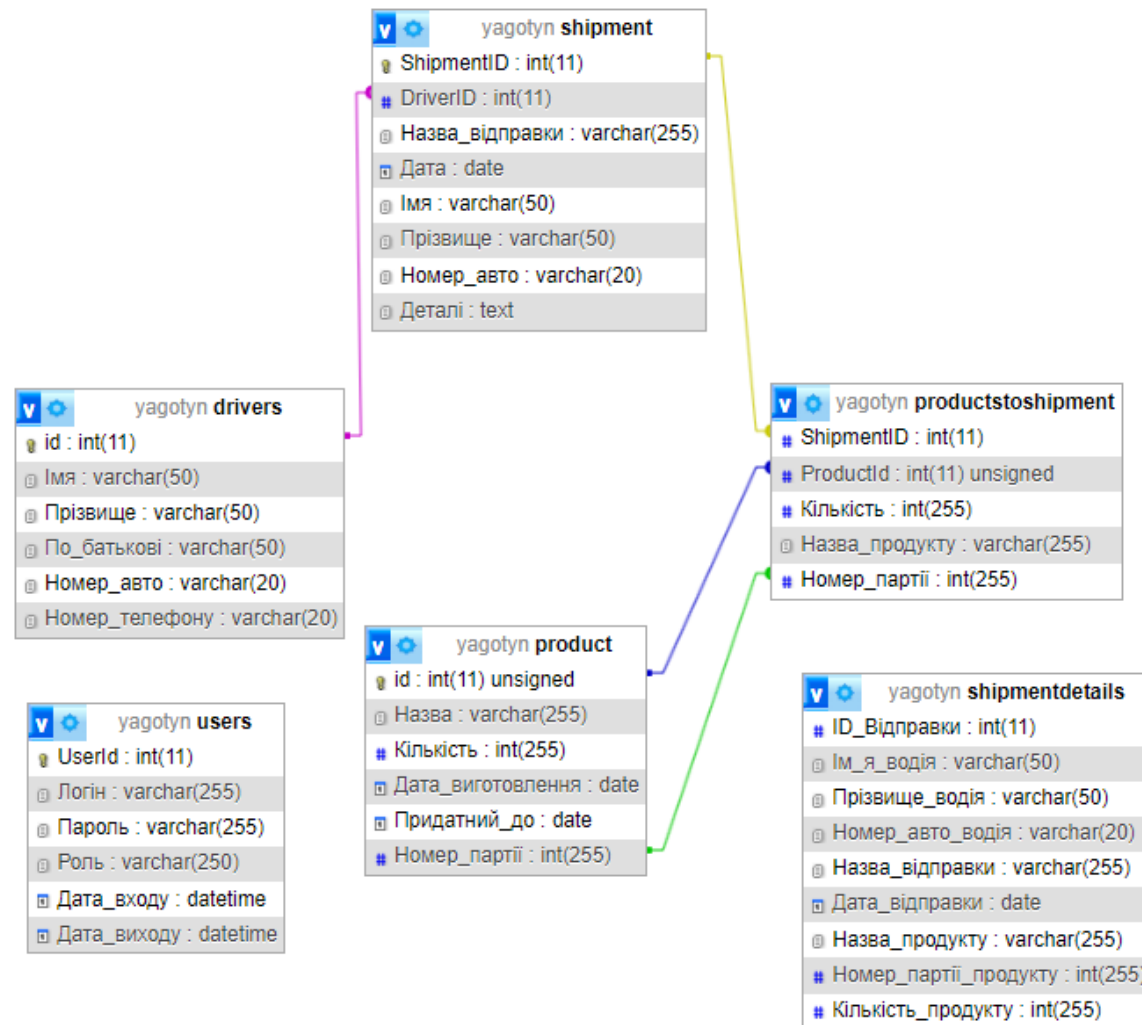 yagotyn shipment
ShipmentID : int(11)
DriverID : int(11)
Назва_відправки : varchar(255)
Дата : date
Імя : varchar(50)
Прізвище : varchar(50)
Номер_авто : varchar(20)
Деталі : text
yagotyn drivers
id : int(11)
Імя : varchar(50)
Прізвище : varchar(50)
По_батькові : varchar(50)
Номер_авто : varchar(20)
Номер_телефону : varchar(20)
yagotyn productstoshipment
ShipmentID : int(11)
ProductId : int(11) unsigned
Кількість : int(255)
Назва_продукту : varchar(255)
Номер_партії : int(255)
yagotyn product
id : int(11) unsigned
Назва : varchar(255)
Кількість : int(255)
Дата_виготовлення : date
Придатний_до : date
Номер_партії : int(255)
yagotyn users
UserId : int(11)
Логін : varchar(255)
Пароль : varchar(255)
Роль : varchar(250)
Дата_входу : datetime
Дата_виходу : datetime
yagotyn shipmentdetails
ID_Відправки : int(11)
Ім_я_водія : varchar(50)
Прізвище_водія : varchar(50)
Номер_авто_водія : varchar(20)
Назва_відправки : varchar(255)
Дата_відправки : date
Назва_продукту : varchar(255)
Номер_партії_продукту : int(255)
Кількість_продукту : int(255)